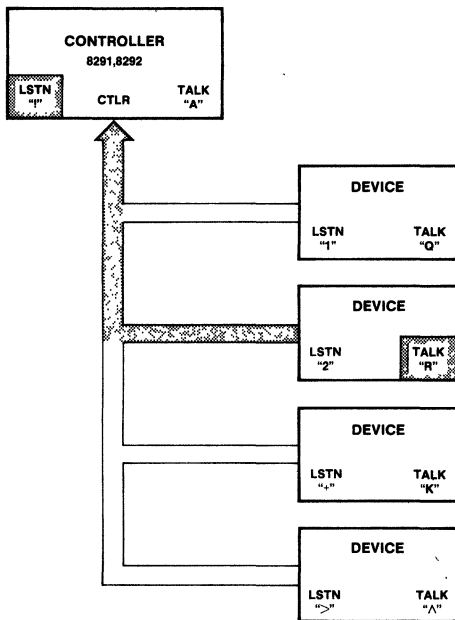 CONTROLLER
8291,8292
LSTN CTLR TALK
"!" "A"
DEVICE
LSTN TALK
"1" "Q"
DEVICE
LSTN TALK
"2" "R"
DEVICE
LSTN TALK
"+" "K"
DEVICE
LSTN TALK
">" "^"